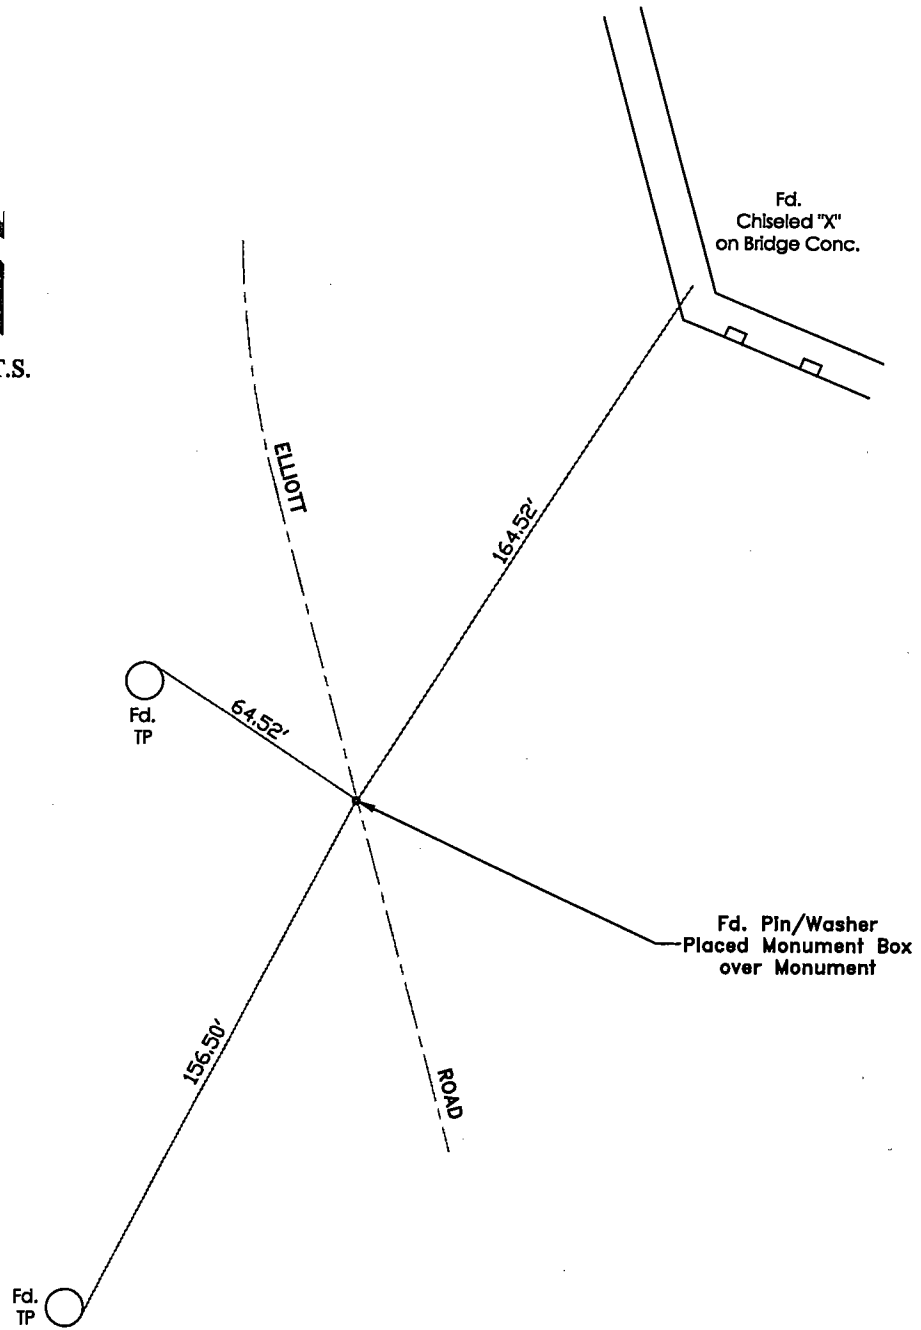 Fd.
Chiseled "X"
on Bridge Conc.
T.S.
ELLIOTT
164.52'
64.52'
Fd.
TP
Fd. Pin/Washer
Placed Monument Box
over Monument
156.50'
ROAD
Fd.
TP